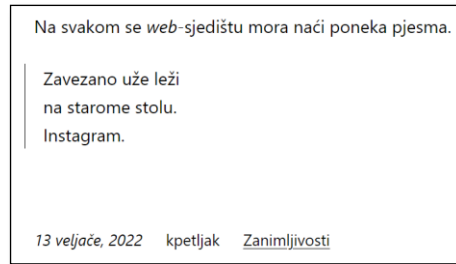 Na svakom se web-sjedištu mora naći poneka pjesma.
Zavezano uže leži
na starome stolu.
Instagram.
13 veljače, 2022 kpetljak Zanimljivosti